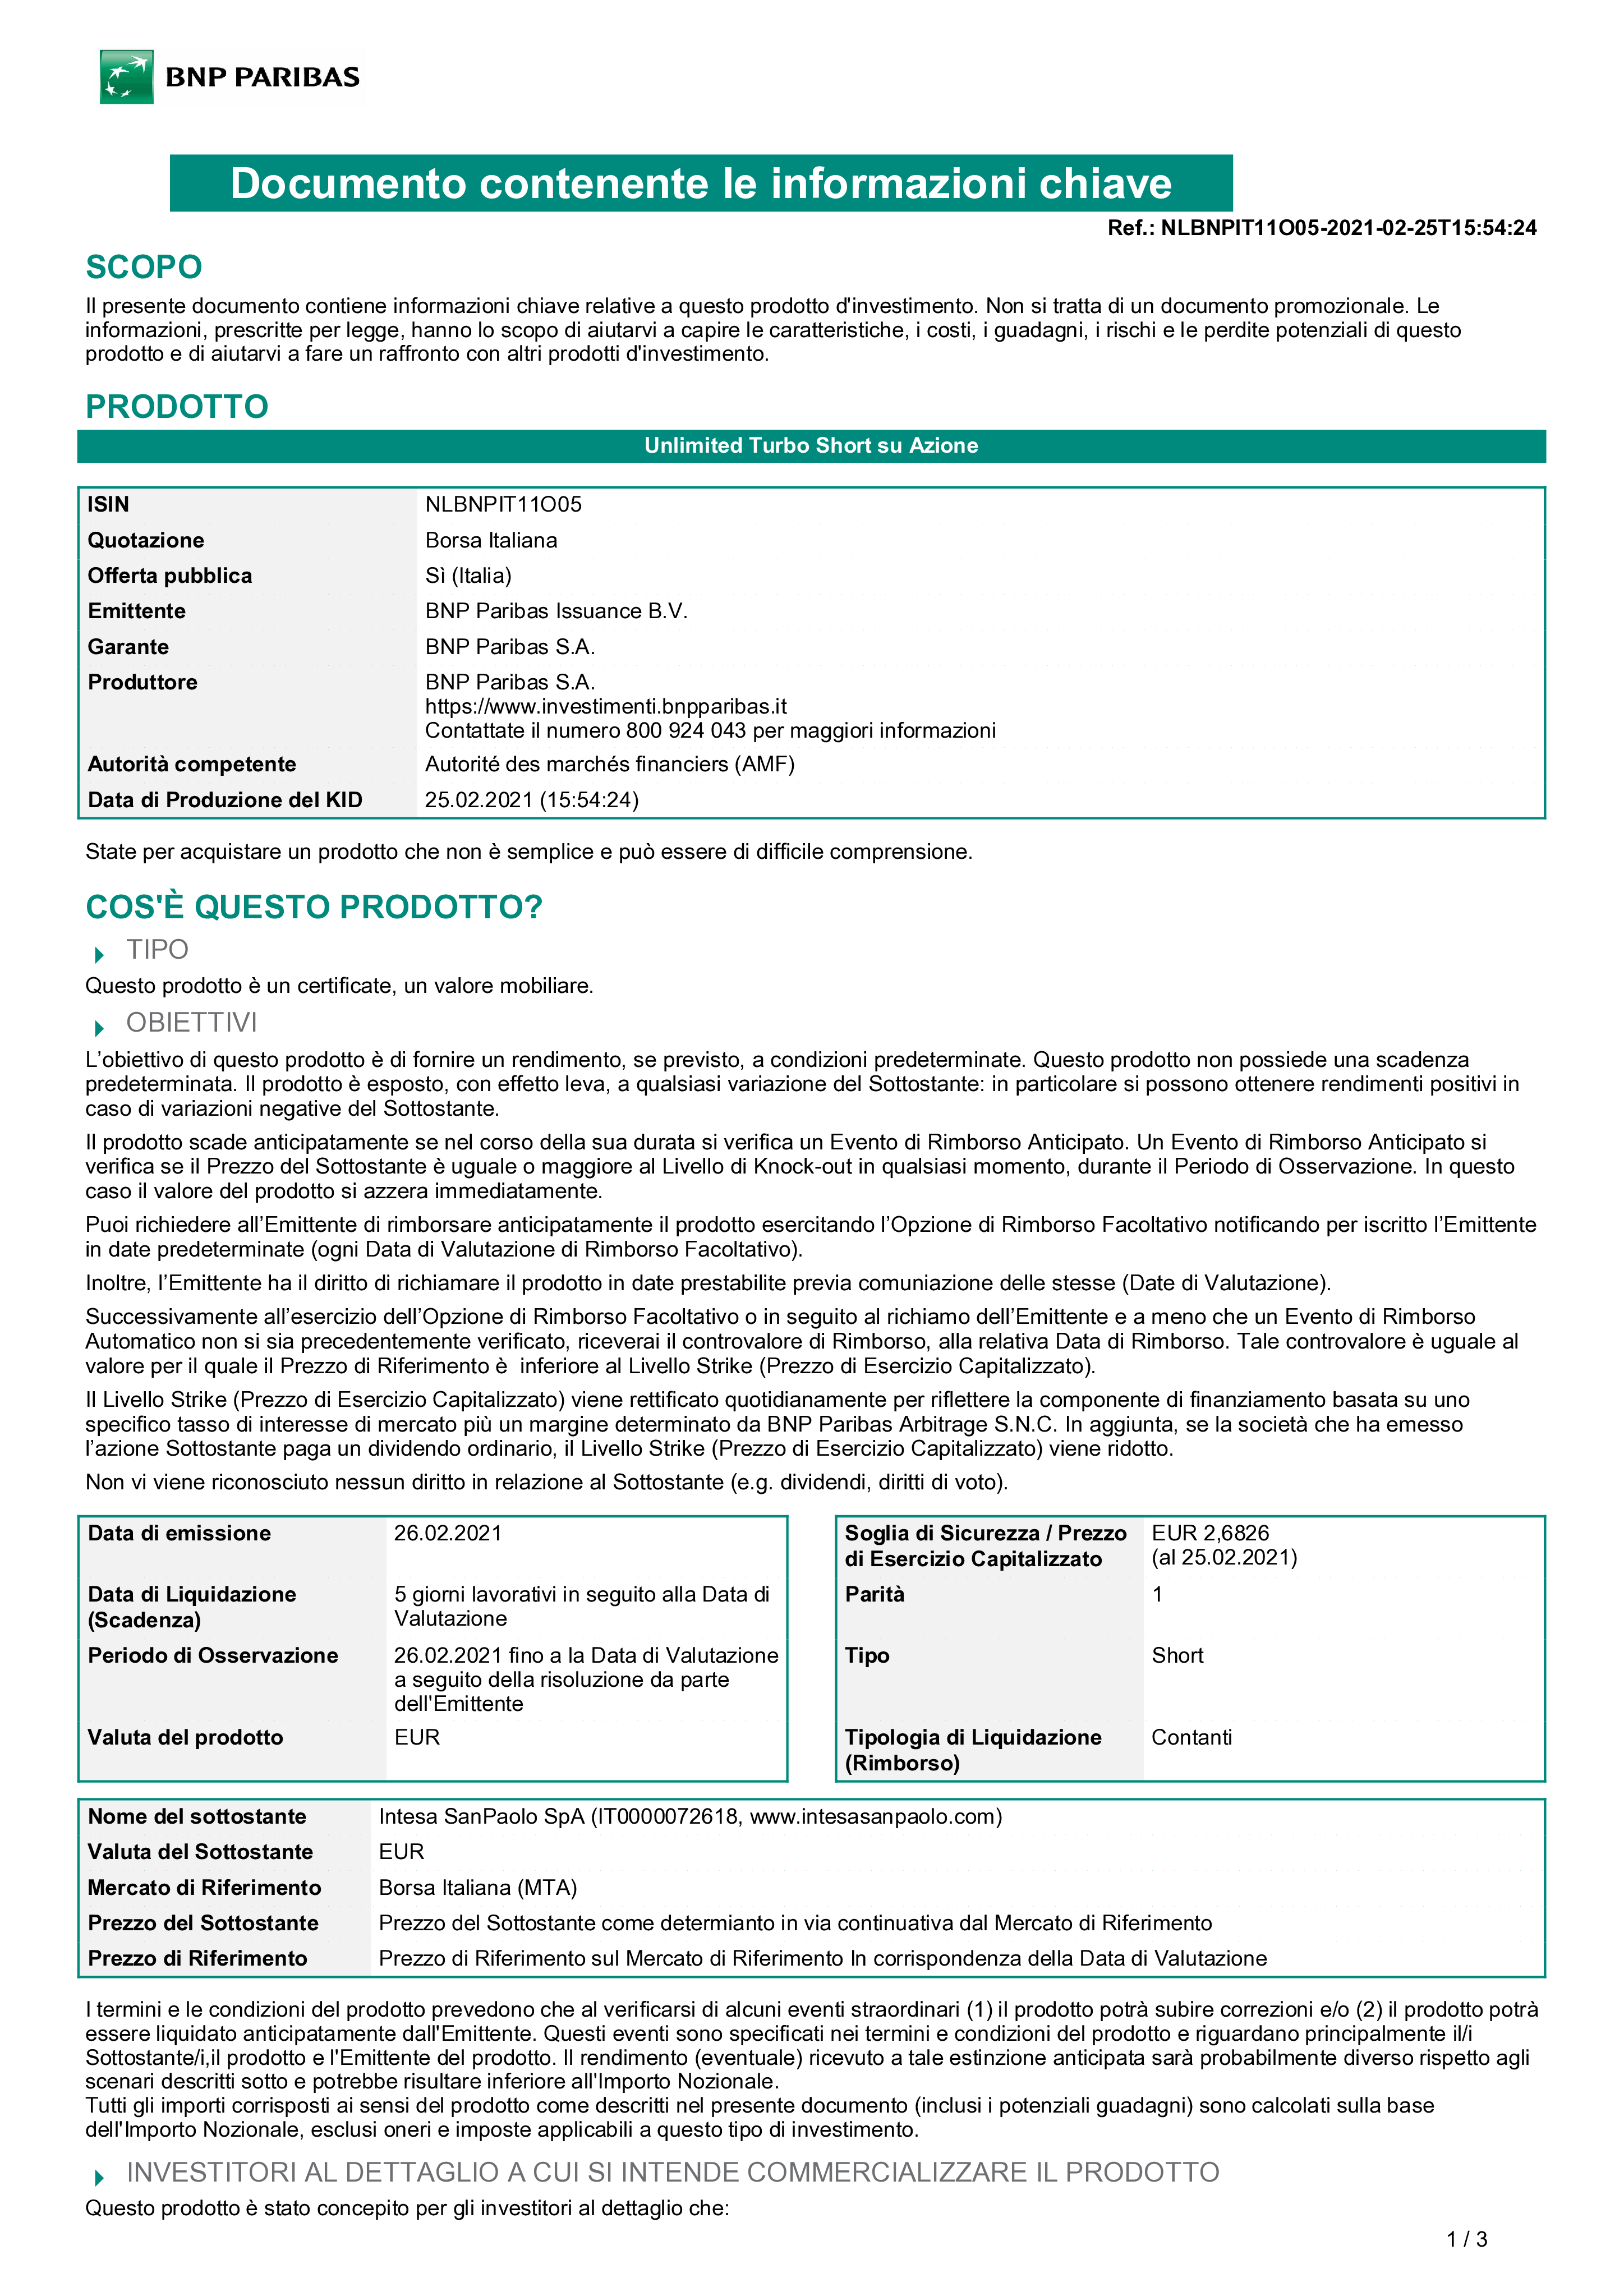 BNP PARIBAS
Documento contenente le informazioni chiave
Ref.: NLBNPIT11O05-2021-02-25T15:54:24
SCOPO
Il presente documento contiene informazioni chiave relative a questo prodotto d'investimento. Non si tratta di un documento promozionale. Le
informazioni, prescritte per legge, hanno lo scopo di aiutarvi a capire le caratteristiche, i costi, i guadagni, i rischi e le perdite potenziali di questo
prodotto e di aiutarvi a fare un raffronto con altri prodotti d'investimento.
PRODOTTO
Unlimited Turbo Short su Azione
ISIN NLBNPIT11O05
Quotazione Borsa Italiana
Offerta pubblica Sì (Italia)
Emittente BNP Paribas Issuance B.V.
Garante BNP Paribas S.A.
Produttore BNP Paribas S.A.
https://www.investimenti.bnpparibas.it
Contattate il numero 800 924 043 per maggiori informazioni
Autorità competente Autorité des marchés financiers (AMF)
Data di Produzione del KID 25.02.2021 (15:54:24)
State per acquistare un prodotto che non è semplice e può essere di difficile comprensione.
COS'È QUESTO PRODOTTO?
TIPO
Questo prodotto è un certificate, un valore mobiliare.
OBIETTIVI
L’obiettivo di questo prodotto è di fornire un rendimento, se previsto, a condizioni predeterminate. Questo prodotto non possiede una scadenza
predeterminata. Il prodotto è esposto, con effetto leva, a qualsiasi variazione del Sottostante: in particolare si possono ottenere rendimenti positivi in
caso di variazioni negative del Sottostante.
Il prodotto scade anticipatamente se nel corso della sua durata si verifica un Evento di Rimborso Anticipato. Un Evento di Rimborso Anticipato si
verifica se il Prezzo del Sottostante è uguale o maggiore al Livello di Knock-out in qualsiasi momento, durante il Periodo di Osservazione. In questo
caso il valore del prodotto si azzera immediatamente.
Puoi richiedere all’Emittente di rimborsare anticipatamente il prodotto esercitando l’Opzione di Rimborso Facoltativo notificando per iscritto l’Emittente
in date predeterminate (ogni Data di Valutazione di Rimborso Facoltativo).
Inoltre, l’Emittente ha il diritto di richiamare il prodotto in date prestabilite previa comuniazione delle stesse (Date di Valutazione).
Successivamente all’esercizio dell’Opzione di Rimborso Facoltativo o in seguito al richiamo dell’Emittente e a meno che un Evento di Rimborso
Automatico non si sia precedentemente verificato, riceverai il controvalore di Rimborso, alla relativa Data di Rimborso. Tale controvalore è uguale al
valore per il quale il Prezzo di Riferimento è  inferiore al Livello Strike (Prezzo di Esercizio Capitalizzato).
Il Livello Strike (Prezzo di Esercizio Capitalizzato) viene rettificato quotidianamente per riflettere la componente di finanziamento basata su uno
specifico tasso di interesse di mercato più un margine determinato da BNP Paribas Arbitrage S.N.C. In aggiunta, se la società che ha emesso
l’azione Sottostante paga un dividendo ordinario, il Livello Strike (Prezzo di Esercizio Capitalizzato) viene ridotto.
Non vi viene riconosciuto nessun diritto in relazione al Sottostante (e.g. dividendi, diritti di voto).
Data di emissione 26.02.2021
Data di Liquidazione 5 giorni lavorativi in seguito alla Data di
(Scadenza) Valutazione
Periodo di Osservazione 26.02.2021 fino a la Data di Valutazione
a seguito della risoluzione da parte
dell'Emittente
Valuta del prodotto EUR
Soglia di Sicurezza / Prezzo EUR 2,6826
di Esercizio Capitalizzato (al 25.02.2021)
Parità 1
Tipo Short
Tipologia di Liquidazione Contanti
(Rimborso)
Nome del sottostante Intesa SanPaolo SpA (IT0000072618, www.intesasanpaolo.com)
Valuta del Sottostante EUR
Mercato di Riferimento Borsa Italiana (MTA)
Prezzo del Sottostante Prezzo del Sottostante come determianto in via continuativa dal Mercato di Riferimento
Prezzo di Riferimento Prezzo di Riferimento sul Mercato di Riferimento In corrispondenza della Data di Valutazione
I termini e le condizioni del prodotto prevedono che al verificarsi di alcuni eventi straordinari (1) il prodotto potrà subire correzioni e/o (2) il prodotto potrà
essere liquidato anticipatamente dall'Emittente. Questi eventi sono specificati nei termini e condizioni del prodotto e riguardano principalmente il/i
Sottostante/i,il prodotto e l'Emittente del prodotto. Il rendimento (eventuale) ricevuto a tale estinzione anticipata sarà probabilmente diverso rispetto agli
scenari descritti sotto e potrebbe risultare inferiore all'Importo Nozionale.
Tutti gli importi corrisposti ai sensi del prodotto come descritti nel presente documento (inclusi i potenziali guadagni) sono calcolati sulla base
dell'Importo Nozionale, esclusi oneri e imposte applicabili a questo tipo di investimento.
INVESTITORI AL DETTAGLIO A CUI SI INTENDE COMMERCIALIZZARE IL PRODOTTO
Questo prodotto è stato concepito per gli investitori al dettaglio che:
1 / 3